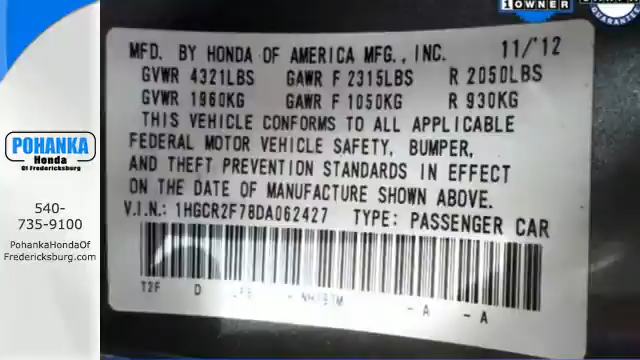 1 OWNER
GUARANTEE
MFD. BY HONDA OF AMERICA MFG., INC. 11/'12
GVWR 4321LBS GAWR F 2315LBS R 2050LBS
GVWR 1960KG GAWR F 1050KG R 930KG
THIS VEHICLE CONFORMS TO ALL APPLICABLE
FEDERAL MOTOR VEHICLE SAFETY, BUMPER,
AND THEFT PREVENTION STANDARDS IN EFFECT
ON THE DATE OF MANUFACTURE SHOWN ABOVE.
V.I.N.: 1HGCR2F78DA062427 TYPE: PASSENGER CAR
T2F D - A - A
POHANKA
Honda
Of Fredericksburg
540-
735-9100
PohankaHondaOf
Fredericksburg.com